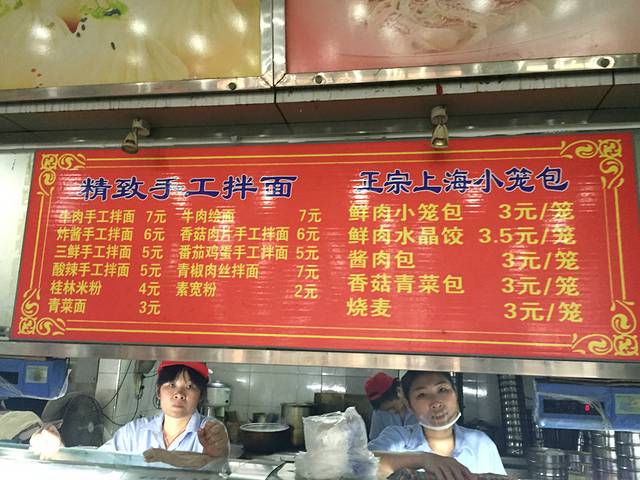 精致手工拌面
牛肉手工拌面 7元
炸酱手工拌面 6元
三鲜手工拌面 5元
酸辣手工拌面 5元
桂林米粉 4元
青菜面 3元
牛肉烩面 7元
香菇肉丁手工拌面 6元
番茄鸡蛋手工拌面 5元
青椒肉丝拌面 7元
素宽粉 2元
正宗上海小笼包
鲜肉小笼包 3元/笼
鲜肉水晶饺 3.5元/笼
酱肉包 3元/笼
香菇青菜包 3元/笼
烧麦 3元/笼